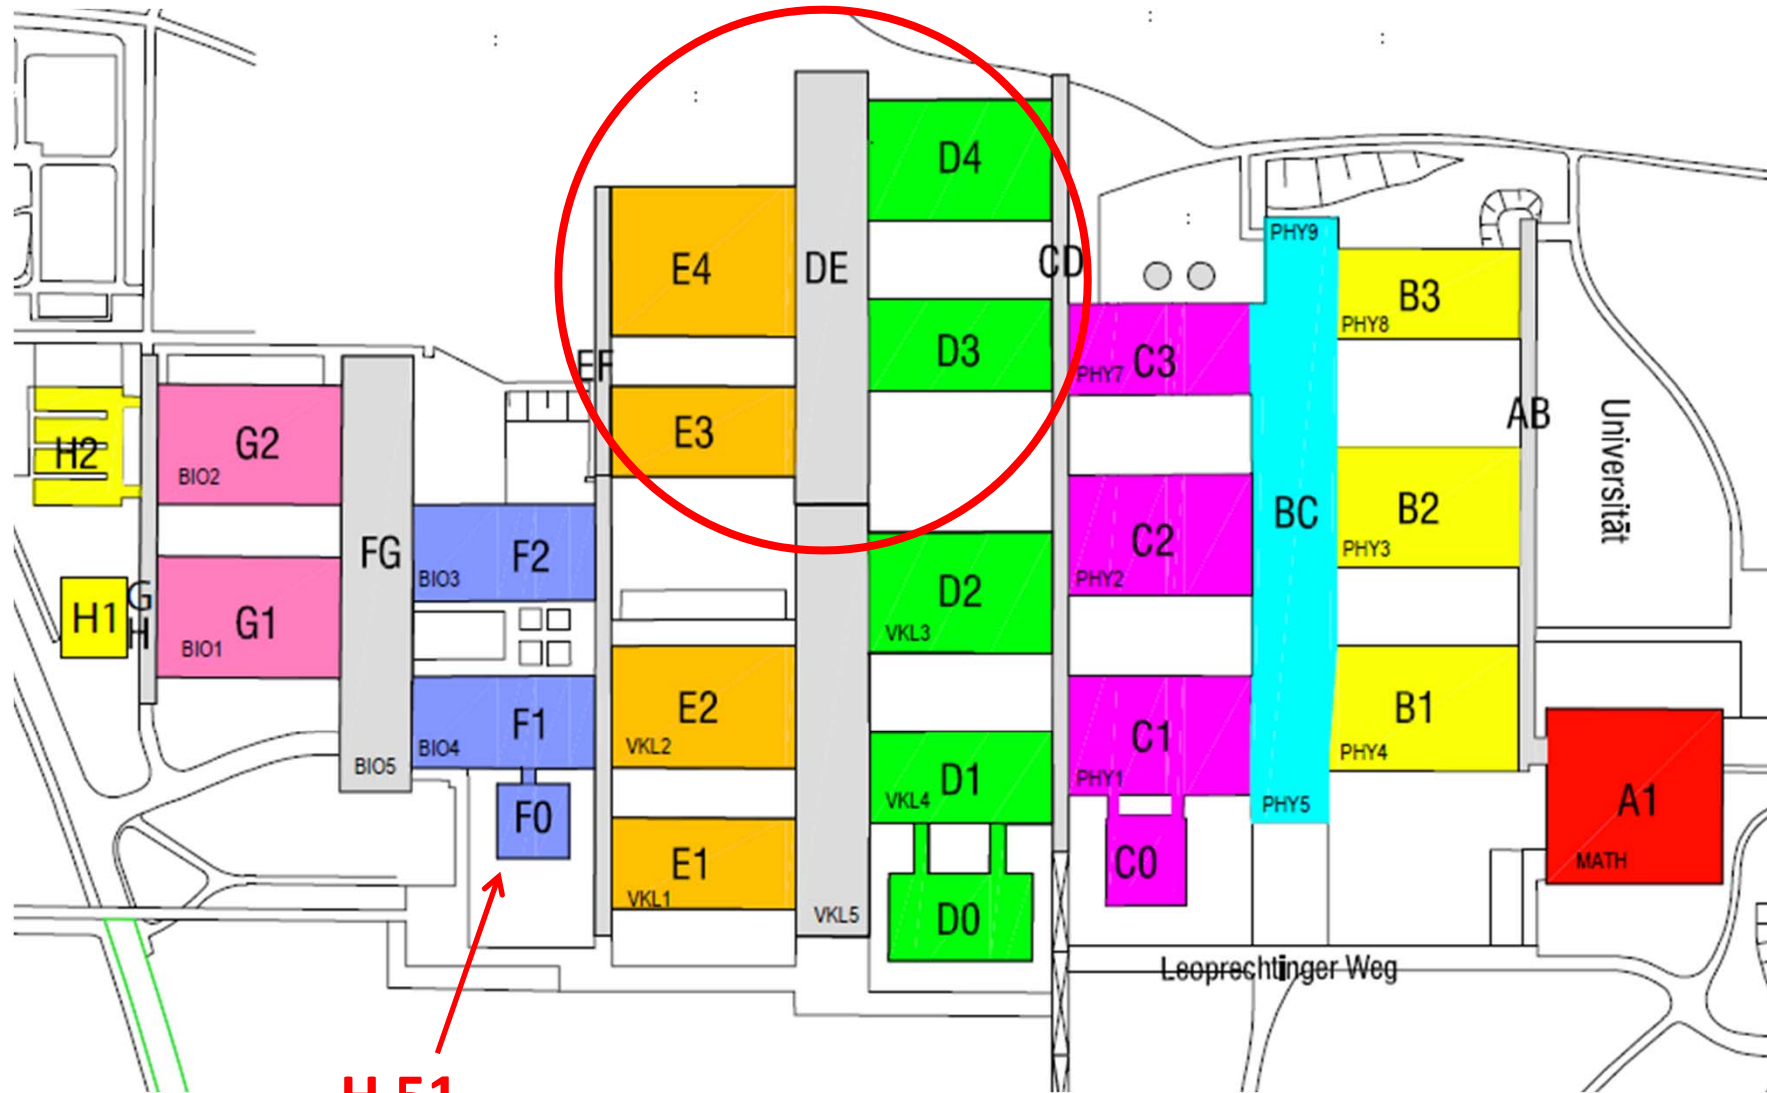 D4
PHY9
E4
DE
CD
B3
PHY8
D3
C3
PHY7
EF
AB
Universität
E3
H2
G2
BIO2
BC
B2
PHY3
C2
PHY2
FG
F2
BIO3
D2
VKL3
GH
H1
G1
BIO1
E2
VKL2
B1
PHY4
C1
PHY1
F1
BIO4
BIO5
D1
VKL4
PHY5
A1
MATH
F0
E1
VKL1
C0
VKL5
D0
Leoprechtinger Weg